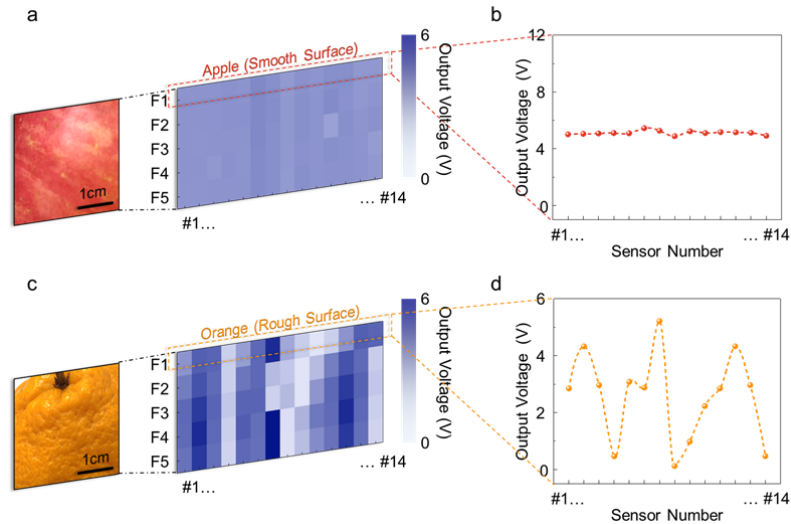 a
Apple (Smooth Surface)
F1
F2
F3
F4
F5
1cm
#1...
... #14
6
0
Output Voltage (V)
b
12
8
4
0
Output Voltage (V)
#1...
... #14
Sensor Number
c
Orange (Rough Surface)
F1
F2
F3
F4
F5
1cm
#1...
... #14
6
0
Output Voltage (V)
d
6
4
2
0
Output Voltage (V)
#1...
... #14
Sensor Number